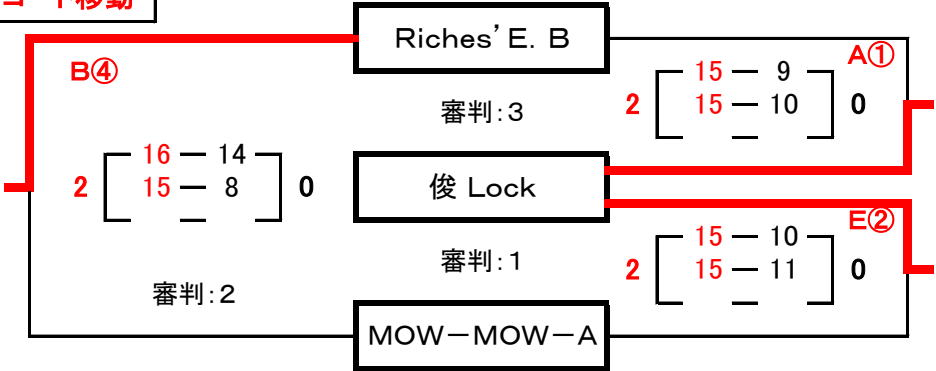 コート移動
Riches' E. B
B④
A①
15 — 9
2
15 — 10
0
審判:3
16 — 14
2
15 — 8
0
俊 Lock
E②
15 — 10
2
15 — 11
0
審判:1
審判:2
MOW－MOW－A